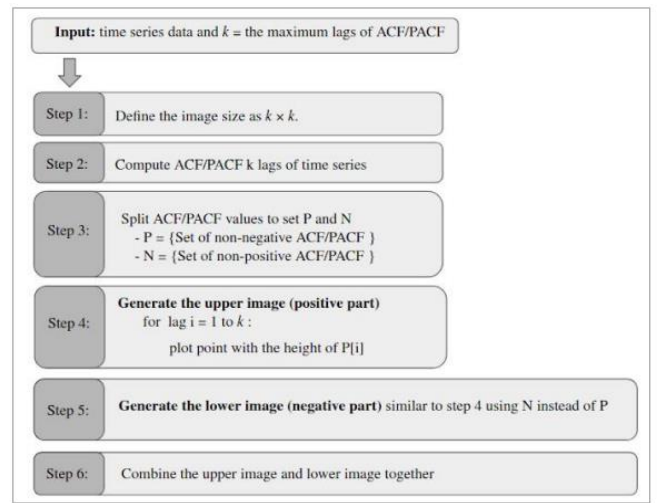 Input: time series data and k = the maximum lags of ACF/PACF
Step 1: Define the image size as k × k.
Step 2: Compute ACF/PACF k lags of time series
Step 3: Split ACF/PACF values to set P and N
- P = {Set of non-negative ACF/PACF }
- N = {Set of non-positive ACF/PACF }
Step 4: Generate the upper image (positive part)
for lag i = 1 to k :
plot point with the height of P[i]
Step 5: Generate the lower image (negative part) similar to step 4 using N instead of P
Step 6: Combine the upper image and lower image together